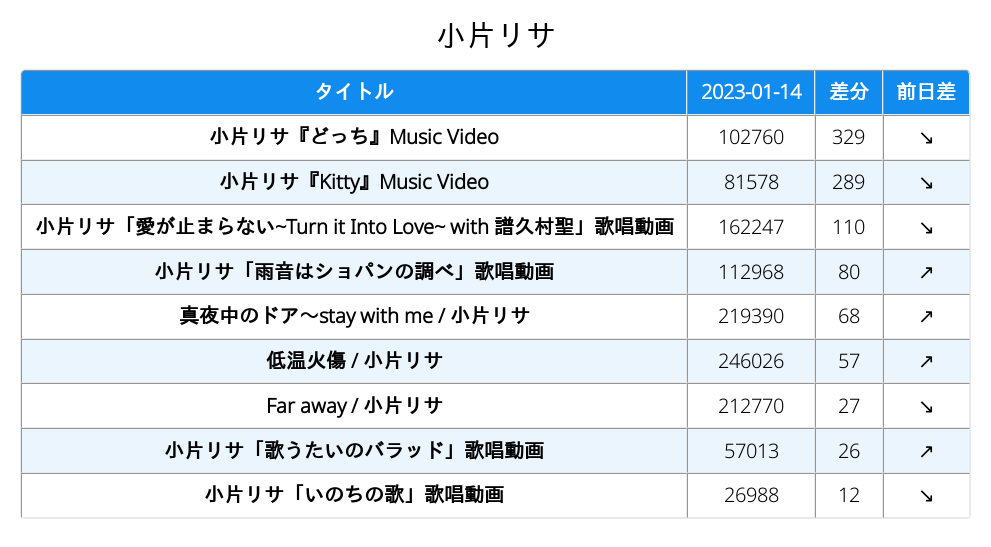 小片リサ
タイトル 2023-01-14 差分 前日差
小片リサ『どっち』Music Video 102760 329 ↘
小片リサ『Kitty』Music Video 81578 289 ↘
小片リサ「愛が止まらない~Turn it Into Love~ with 譜久村聖」歌唱動画 162247 110 ↘
小片リサ「雨音はショパンの調べ」歌唱動画 112968 80 ↗
真夜中のドア〜stay with me / 小片リサ 219390 68 ↗
低温火傷 / 小片リサ 246026 57 ↗
Far away / 小片リサ 212770 27 ↘
小片リサ「歌うたいのバラッド」歌唱動画 57013 26 ↗
小片リサ「いのちの歌」歌唱動画 26988 12 ↘